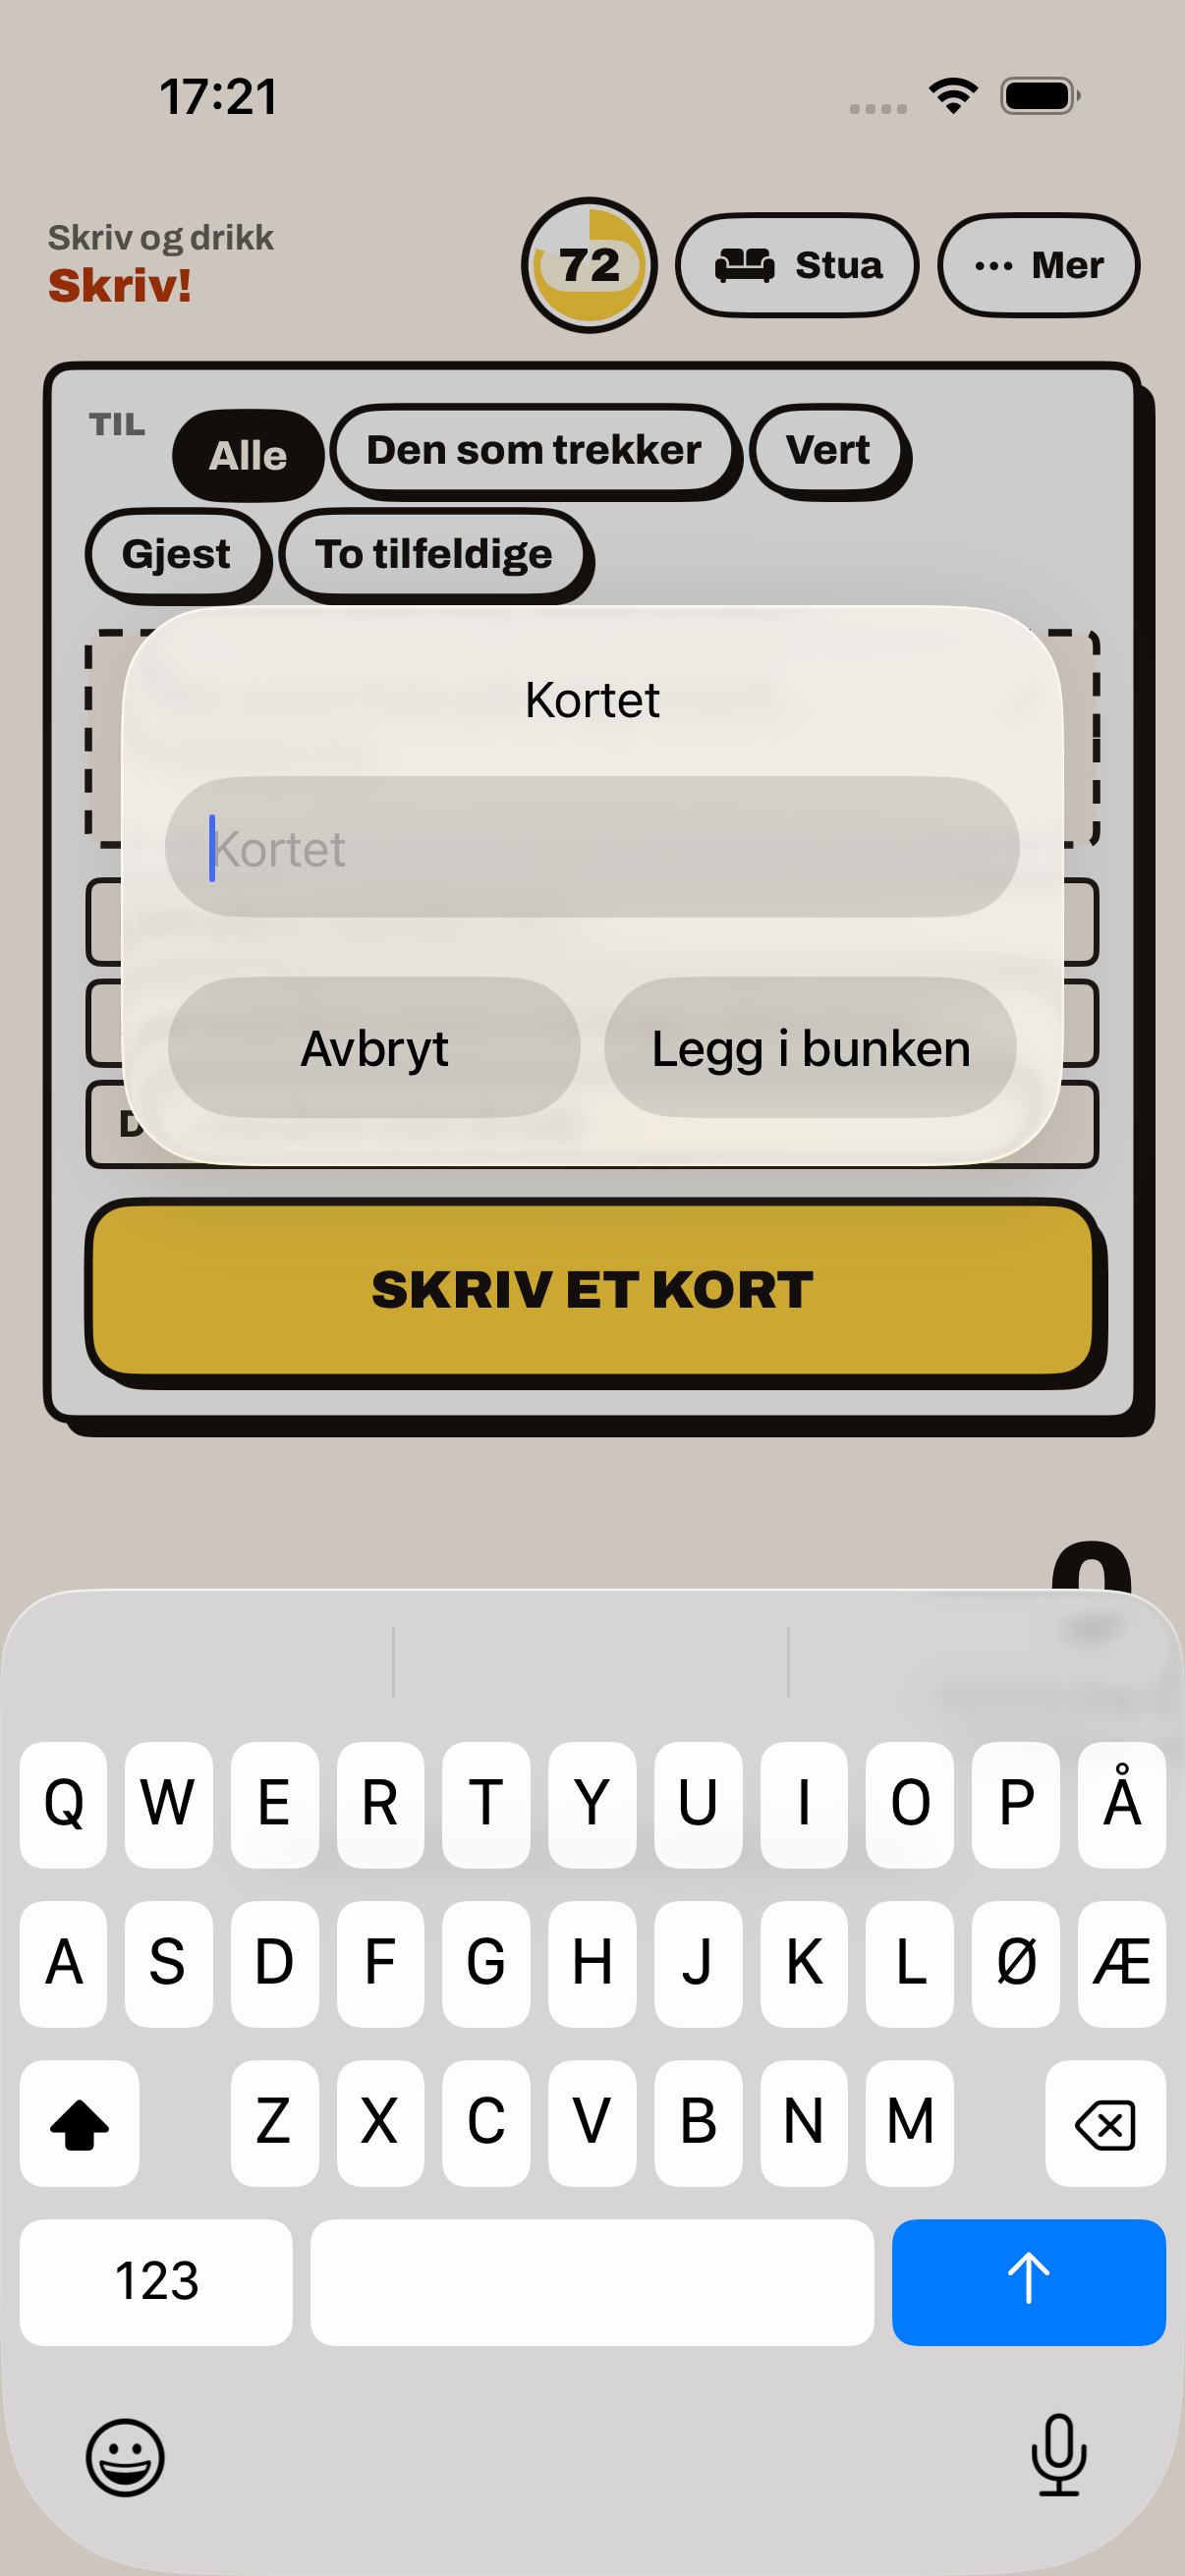 17:21
Skriv og drikk
Skriv!
72
Stua
Mer
TIL
Alle
Den som trekker
Vert
Gjest
To tilfeldige
Kortet
Kortet
Avbryt
Legg i bunken
SKRIV ET KORT
Q W E R T Y U I O P Å
A S D F G H J K L Ø Æ
Z X C V B N M
123